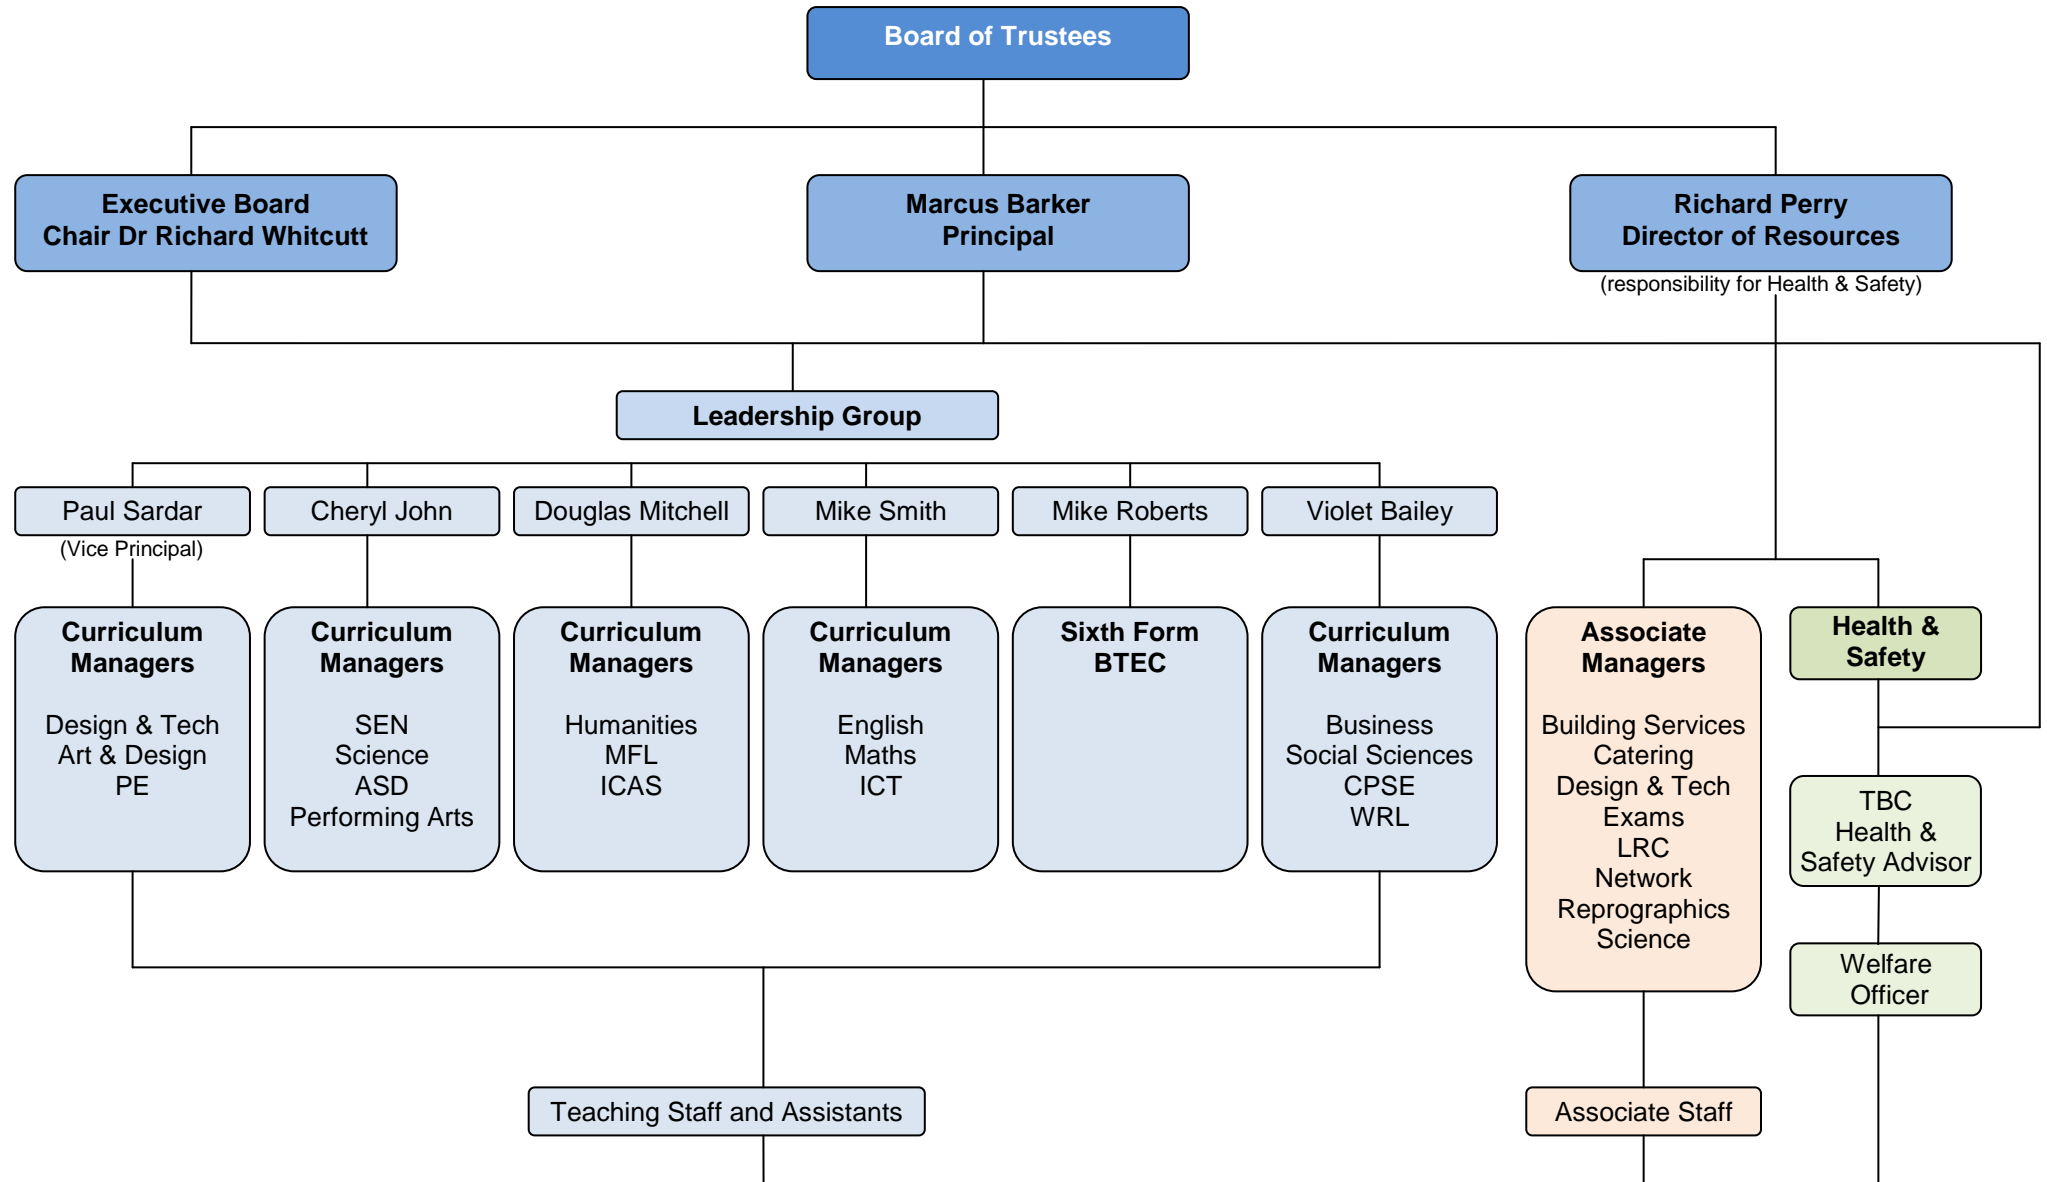 Board of Trustees
Executive Board
Chair Dr Richard Whitcutt
Marcus Barker
Principal
Richard Perry
Director of Resources
(responsibility for Health & Safety)
Leadership Group
Paul Sardar
(Vice Principal)
Cheryl John
Douglas Mitchell
Mike Smith
Mike Roberts
Violet Bailey
Curriculum
Managers
Design & Tech
Art & Design
PE
Curriculum
Managers
SEN
Science
ASD
Performing Arts
Curriculum
Managers
Humanities
MFL
ICAS
Curriculum
Managers
English
Maths
ICT
Sixth Form
BTEC
Curriculum
Managers
Business
Social Sciences
CPSE
WRL
Associate
Managers
Building Services
Catering
Design & Tech
Exams
LRC
Network
Reprographics
Science
Health &
Safety
TBC
Health &
Safety Advisor
Welfare
Officer
Teaching Staff and Assistants
Associate Staff